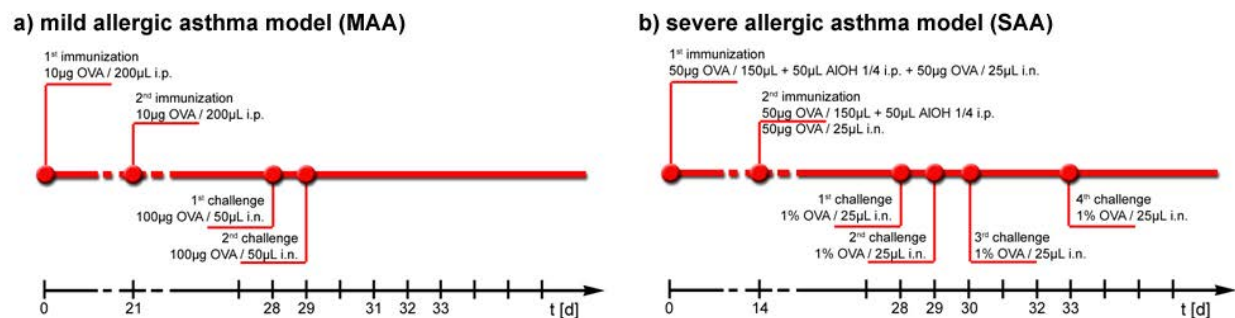 a) mild allergic asthma model (MAA)
1st immunization
10µg OVA / 200µL i.p.
2nd immunization
10µg OVA / 200µL i.p.
1st challenge
100µg OVA / 50µL i.n.
2nd challenge
100µg OVA / 50µL i.n.
0 21 28 29 31 32 33 t [d]
b) severe allergic asthma model (SAA)
1st immunization
50µg OVA / 150µL + 50µL AlOH 1/4 i.p. + 50µg OVA / 25µL i.n.
2nd immunization
50µg OVA / 150µL + 50µL AlOH 1/4 i.p.
50µg OVA / 25µL i.n.
1st challenge
1% OVA / 25µL i.n.
2nd challenge
1% OVA / 25µL i.n.
3rd challenge
1% OVA / 25µL i.n.
4th challenge
1% OVA / 25µL i.n.
0 14 28 29 30 33 t [d]